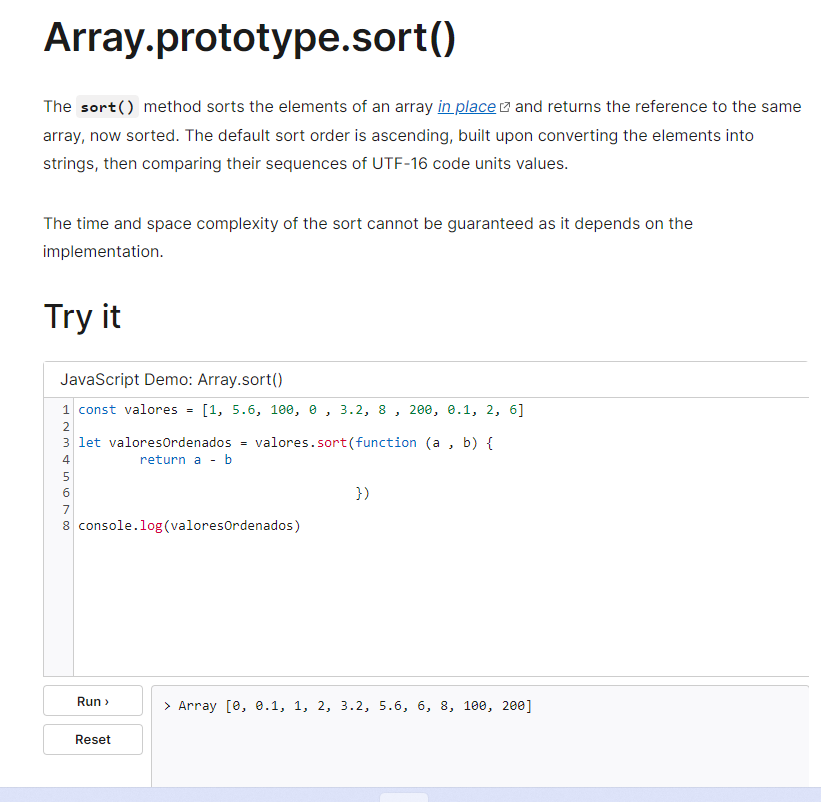 Array.prototype.sort()
The sort() method sorts the elements of an array in place and returns the reference to the same
array, now sorted. The default sort order is ascending, built upon converting the elements into
strings, then comparing their sequences of UTF-16 code units values.
The time and space complexity of the sort cannot be guaranteed as it depends on the
implementation.
Try it
JavaScript Demo: Array.sort()
1 const valores = [1, 5.6, 100, 0 , 3.2, 8 , 200, 0.1, 2, 6]
2
3 let valoresOrdenados = valores.sort(function (a , b) {
4 return a - b
5
6 })
7
8 console.log(valoresOrdenados)
Run ›
> Array [0, 0.1, 1, 2, 3.2, 5.6, 6, 8, 100, 200]
Reset